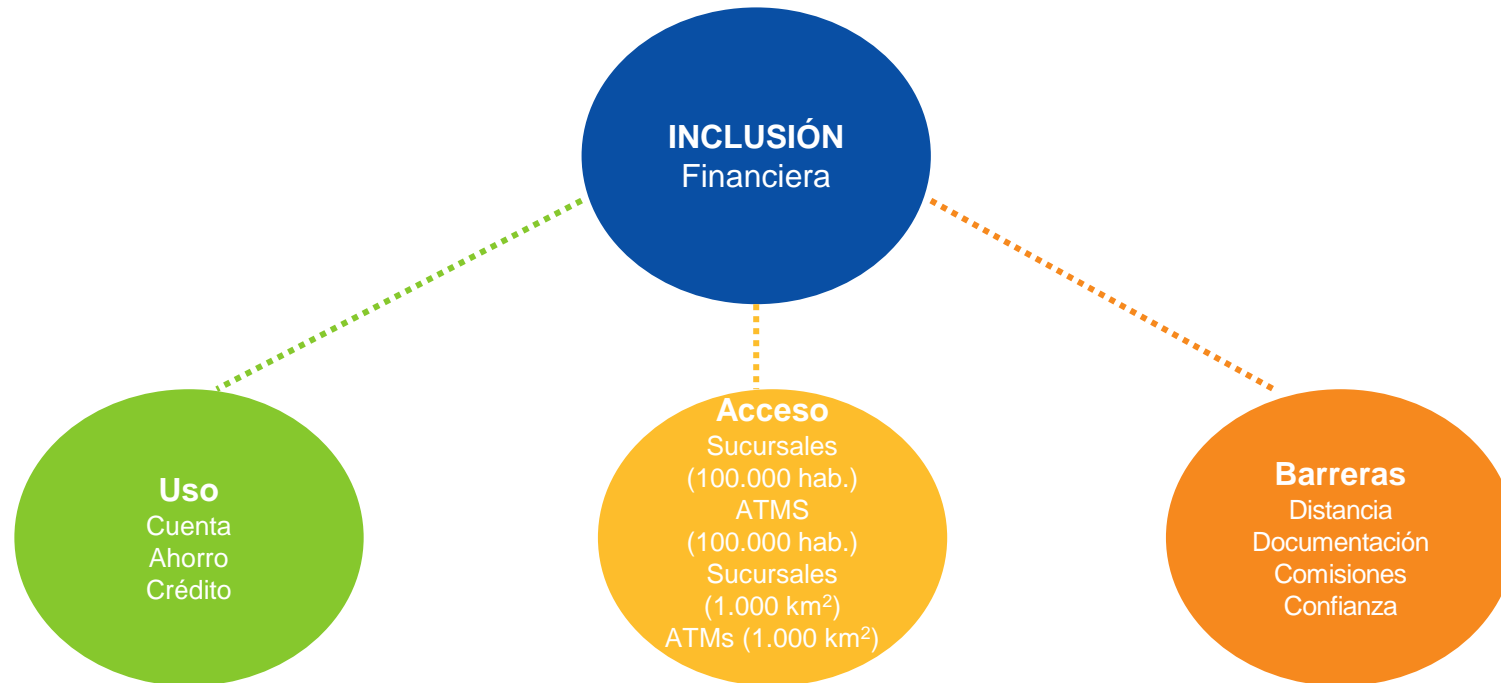 INCLUSIÓN
Financiera
Uso
Cuenta
Ahorro
Crédito
Acceso
Sucursales
(100.000 hab.)
ATMS
(100.000 hab.)
Sucursales
(1.000 km²)
ATMs (1.000 km²)
Barreras
Distancia
Documentación
Comisiones
Confianza